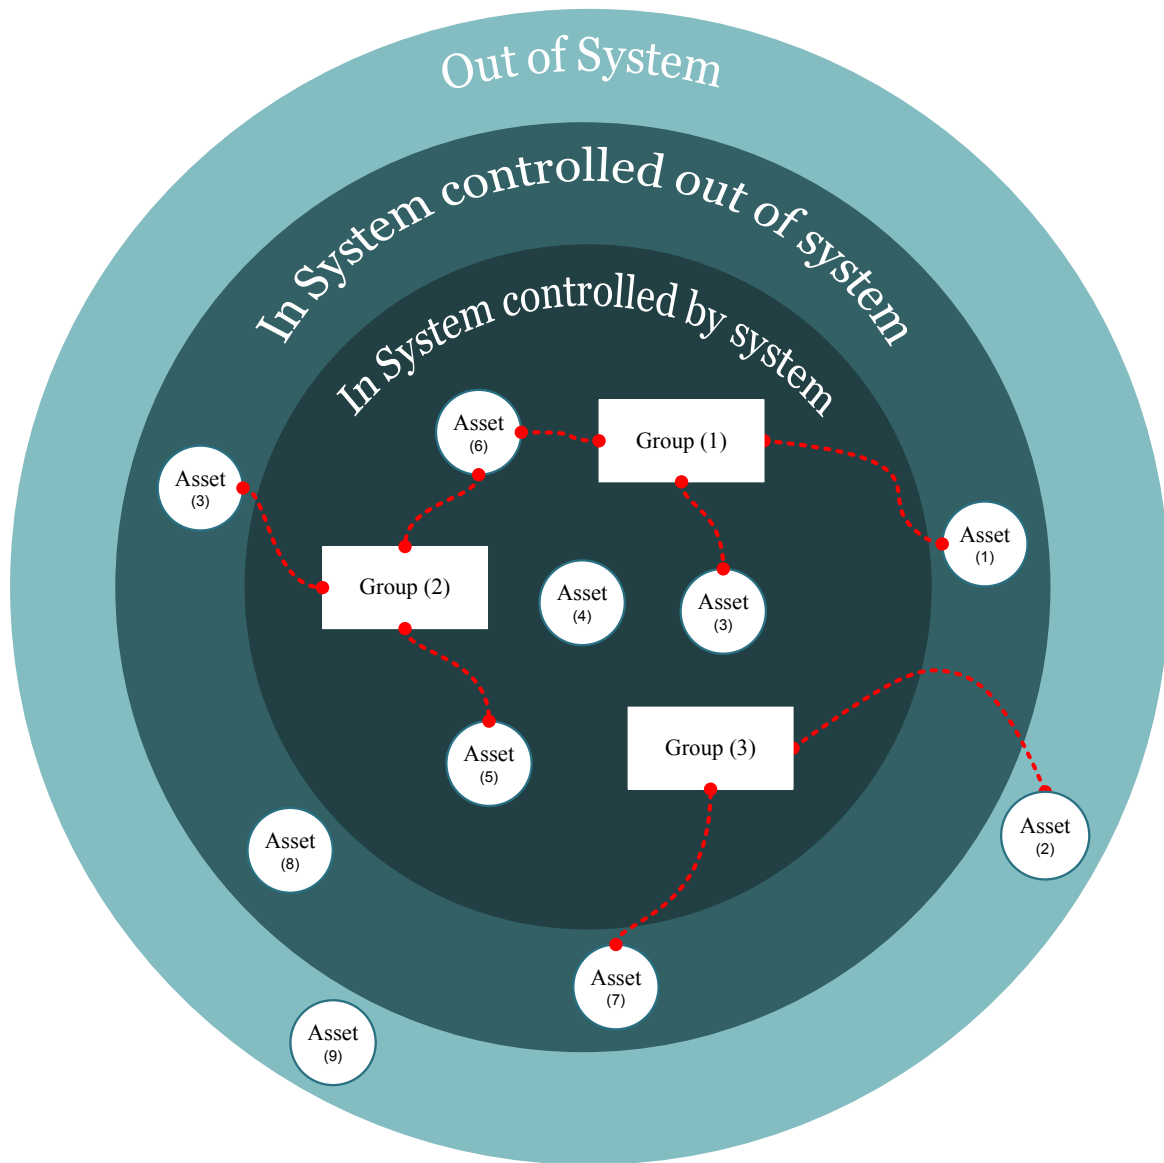 Out of System
In System controlled out of system
In System controlled by system
Asset
(6)
Group (1)
Asset
(3)
Asset
(1)
Group (2)
Asset
(4)
Asset
(3)
Asset
(5)
Group (3)
Asset
(8)
Asset
(2)
Asset
(7)
Asset
(9)